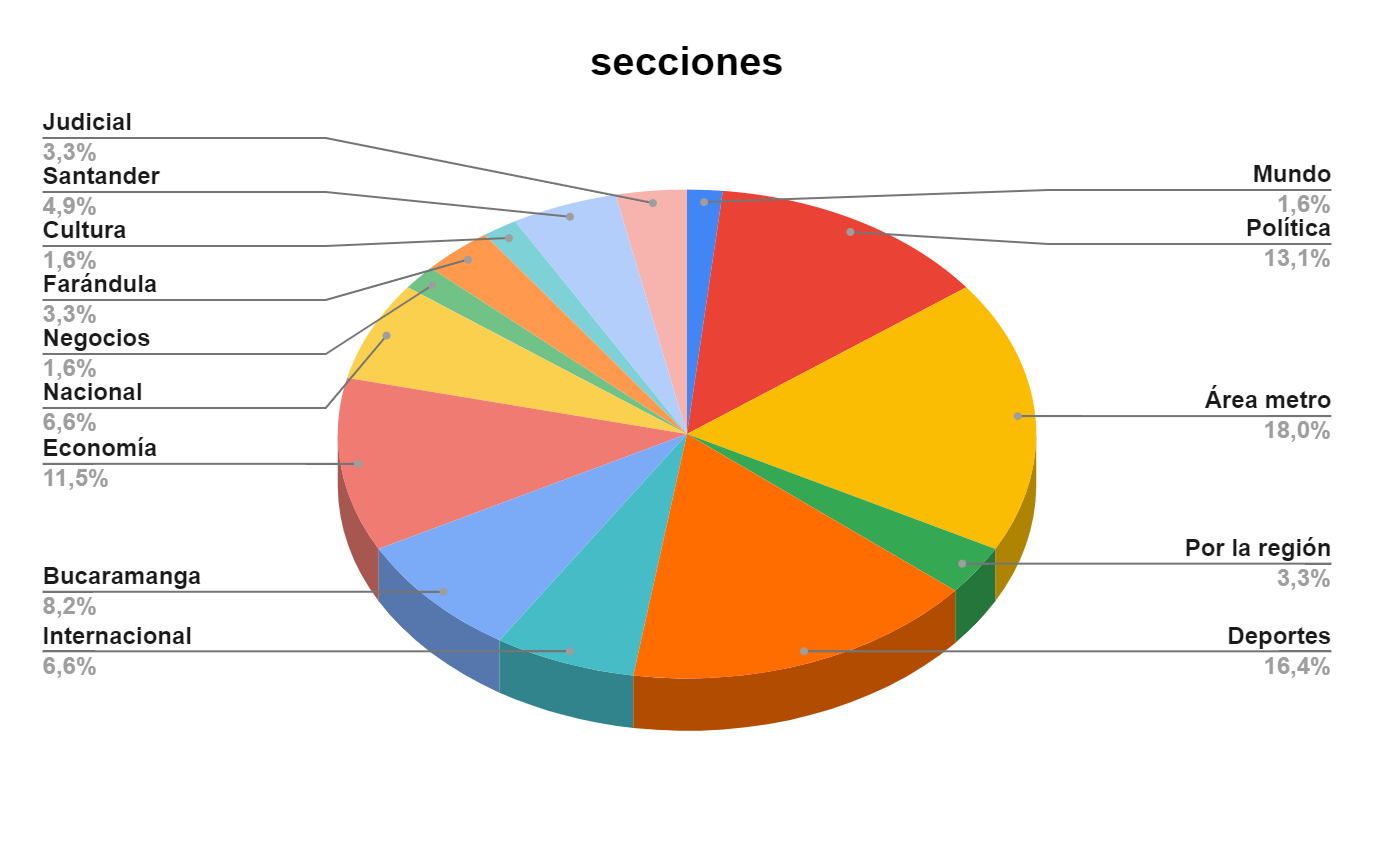 secciones
Judicial
3,3%
Santander
4,9%
Cultura
1,6%
Farándula
3,3%
Negocios
1,6%
Nacional
6,6%
Economía
11,5%
Bucaramanga
8,2%
Internacional
6,6%
Mundo
1,6%
Política
13,1%
Área metro
18,0%
Por la región
3,3%
Deportes
16,4%